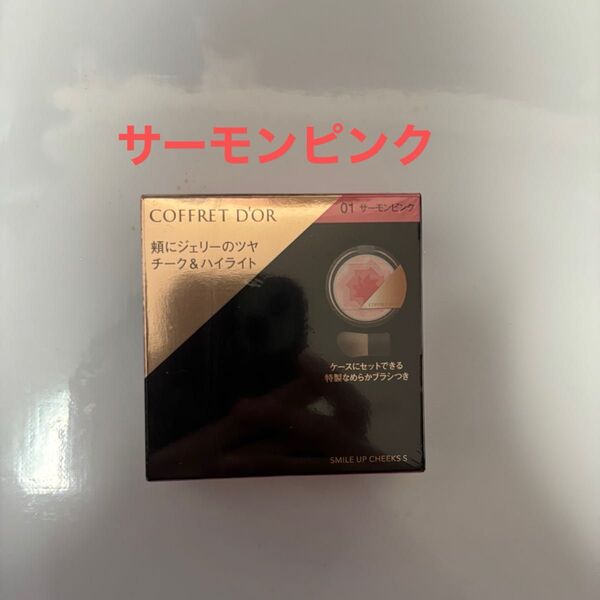 サーモンピンク
COFFRET D'OR
01 サーモンピンク
頬にジェリーのツヤ
チーク&ハイライト
COFFRET D'OR
ケースにセットできる
特製なめらかブラシつき
SMILE UP CHEEKS S